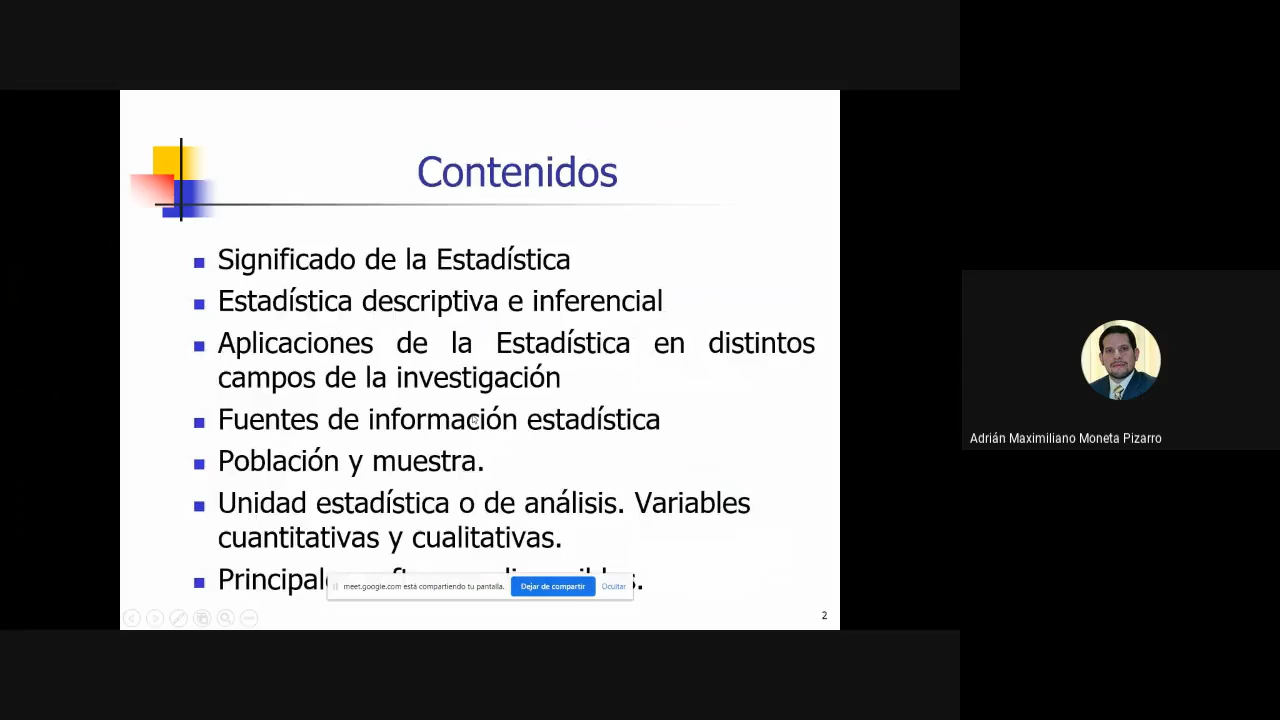 Contenidos
Significado de la Estadística
Estadística descriptiva e inferencial
Aplicaciones de la Estadística en distintos
campos de la investigación
Fuentes de información estadística
Población y muestra.
Unidad estadística o de análisis. Variables
cuantitativas y cualitativas.
meet.google.com está compartiendo tu pantalla. Dejar de compartir Ocultar
2
Adrián Maximiliano Moneta Pizarro